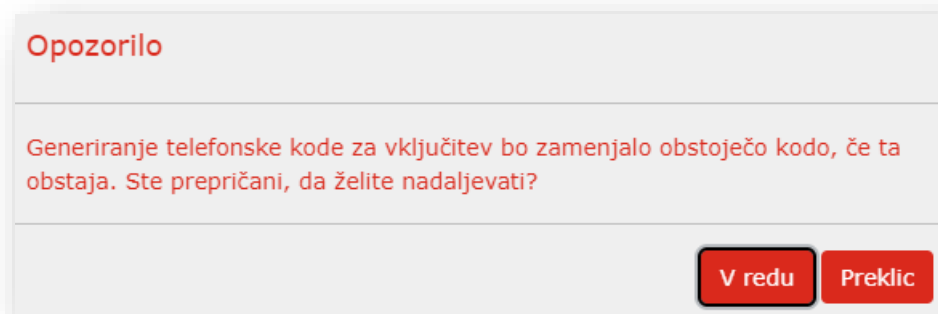 Opozorilo
Generiranje telefonske kode za vključitev bo zamenjalo obstoječo kodo, če ta
obstaja. Ste prepričani, da želite nadaljevati?
V redu Preklic